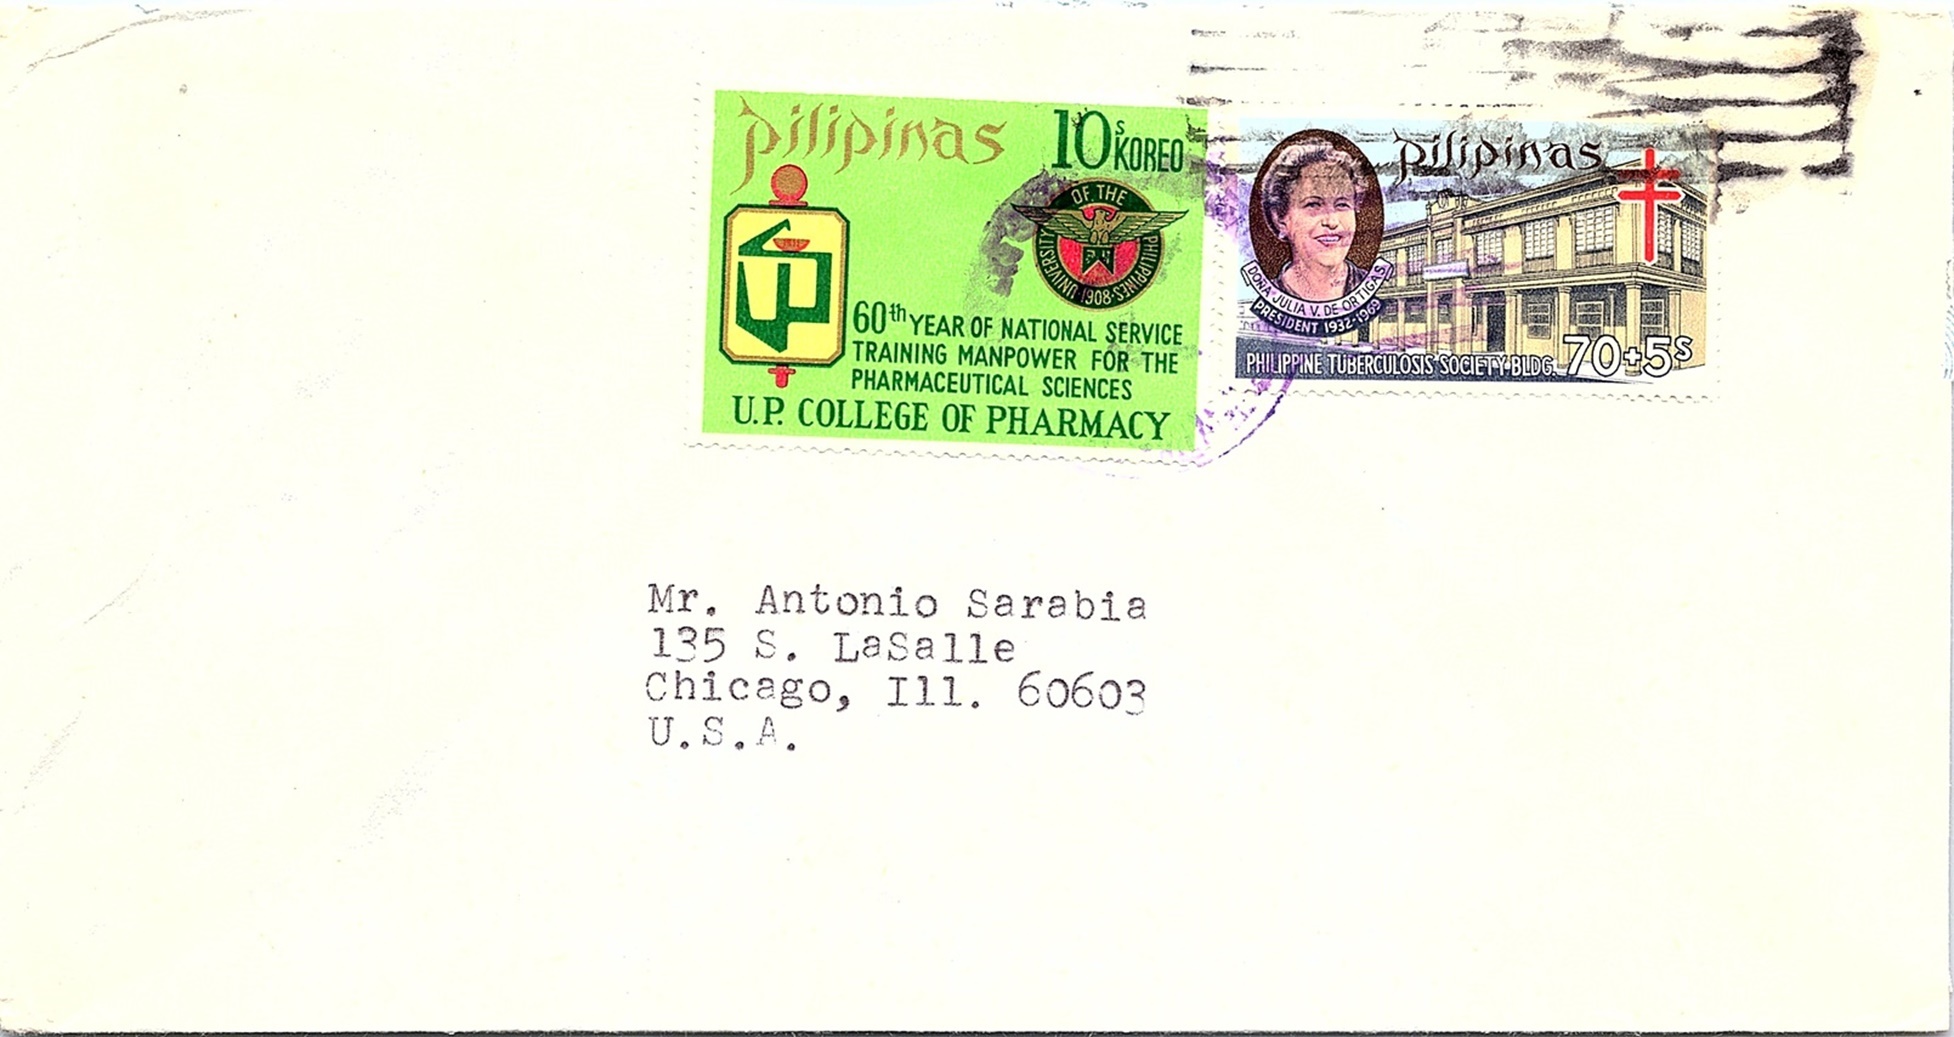 pilipinas
10s KOREO
UNIVERSITY OF THE PHILIPPINES
1908
60th YEAR OF NATIONAL SERVICE
TRAINING MANPOWER FOR THE
PHARMACEUTICAL SCIENCES
U.P. COLLEGE OF PHARMACY
pilipinas
DOÑA JULIA V. DE ORTIGAS
PRESIDENT 1932-1969
PHILIPPINE TUBERCULOSIS SOCIETY BLDG. 70+5s
Mr. Antonio Sarabia
135 S. LaSalle
Chicago, Ill. 60603
U.S.A.